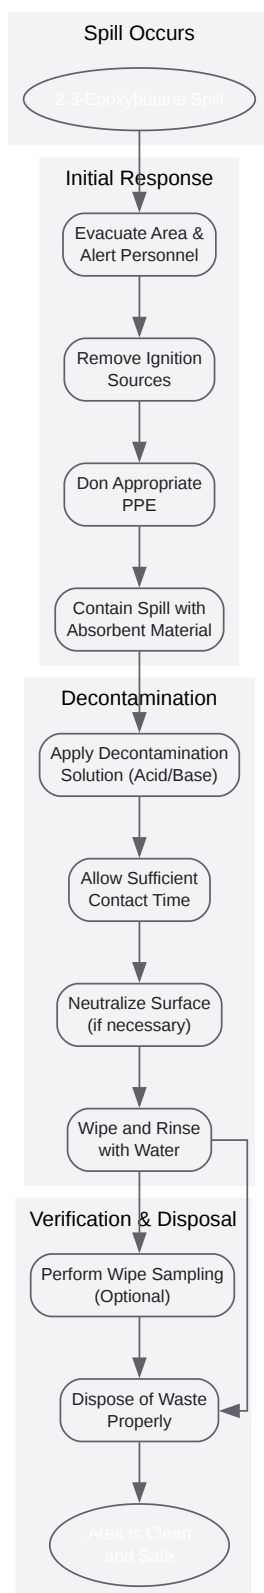 Spill Occurs
2,3-Epoxybutane Spill
Initial Response
Evacuate Area &
Alert Personnel
Remove Ignition
Sources
Don Appropriate
PPE
Contain Spill with
Absorbent Material
Decontamination
Apply Decontamination
Solution (Acid/Base)
Allow Sufficient
Contact Time
Neutralize Surface
(if necessary)
Wipe and Rinse
with Water
Verification & Disposal
Perform Wipe Sampling
(Optional)
Dispose of Waste
Properly
Area is Clean
and Safe